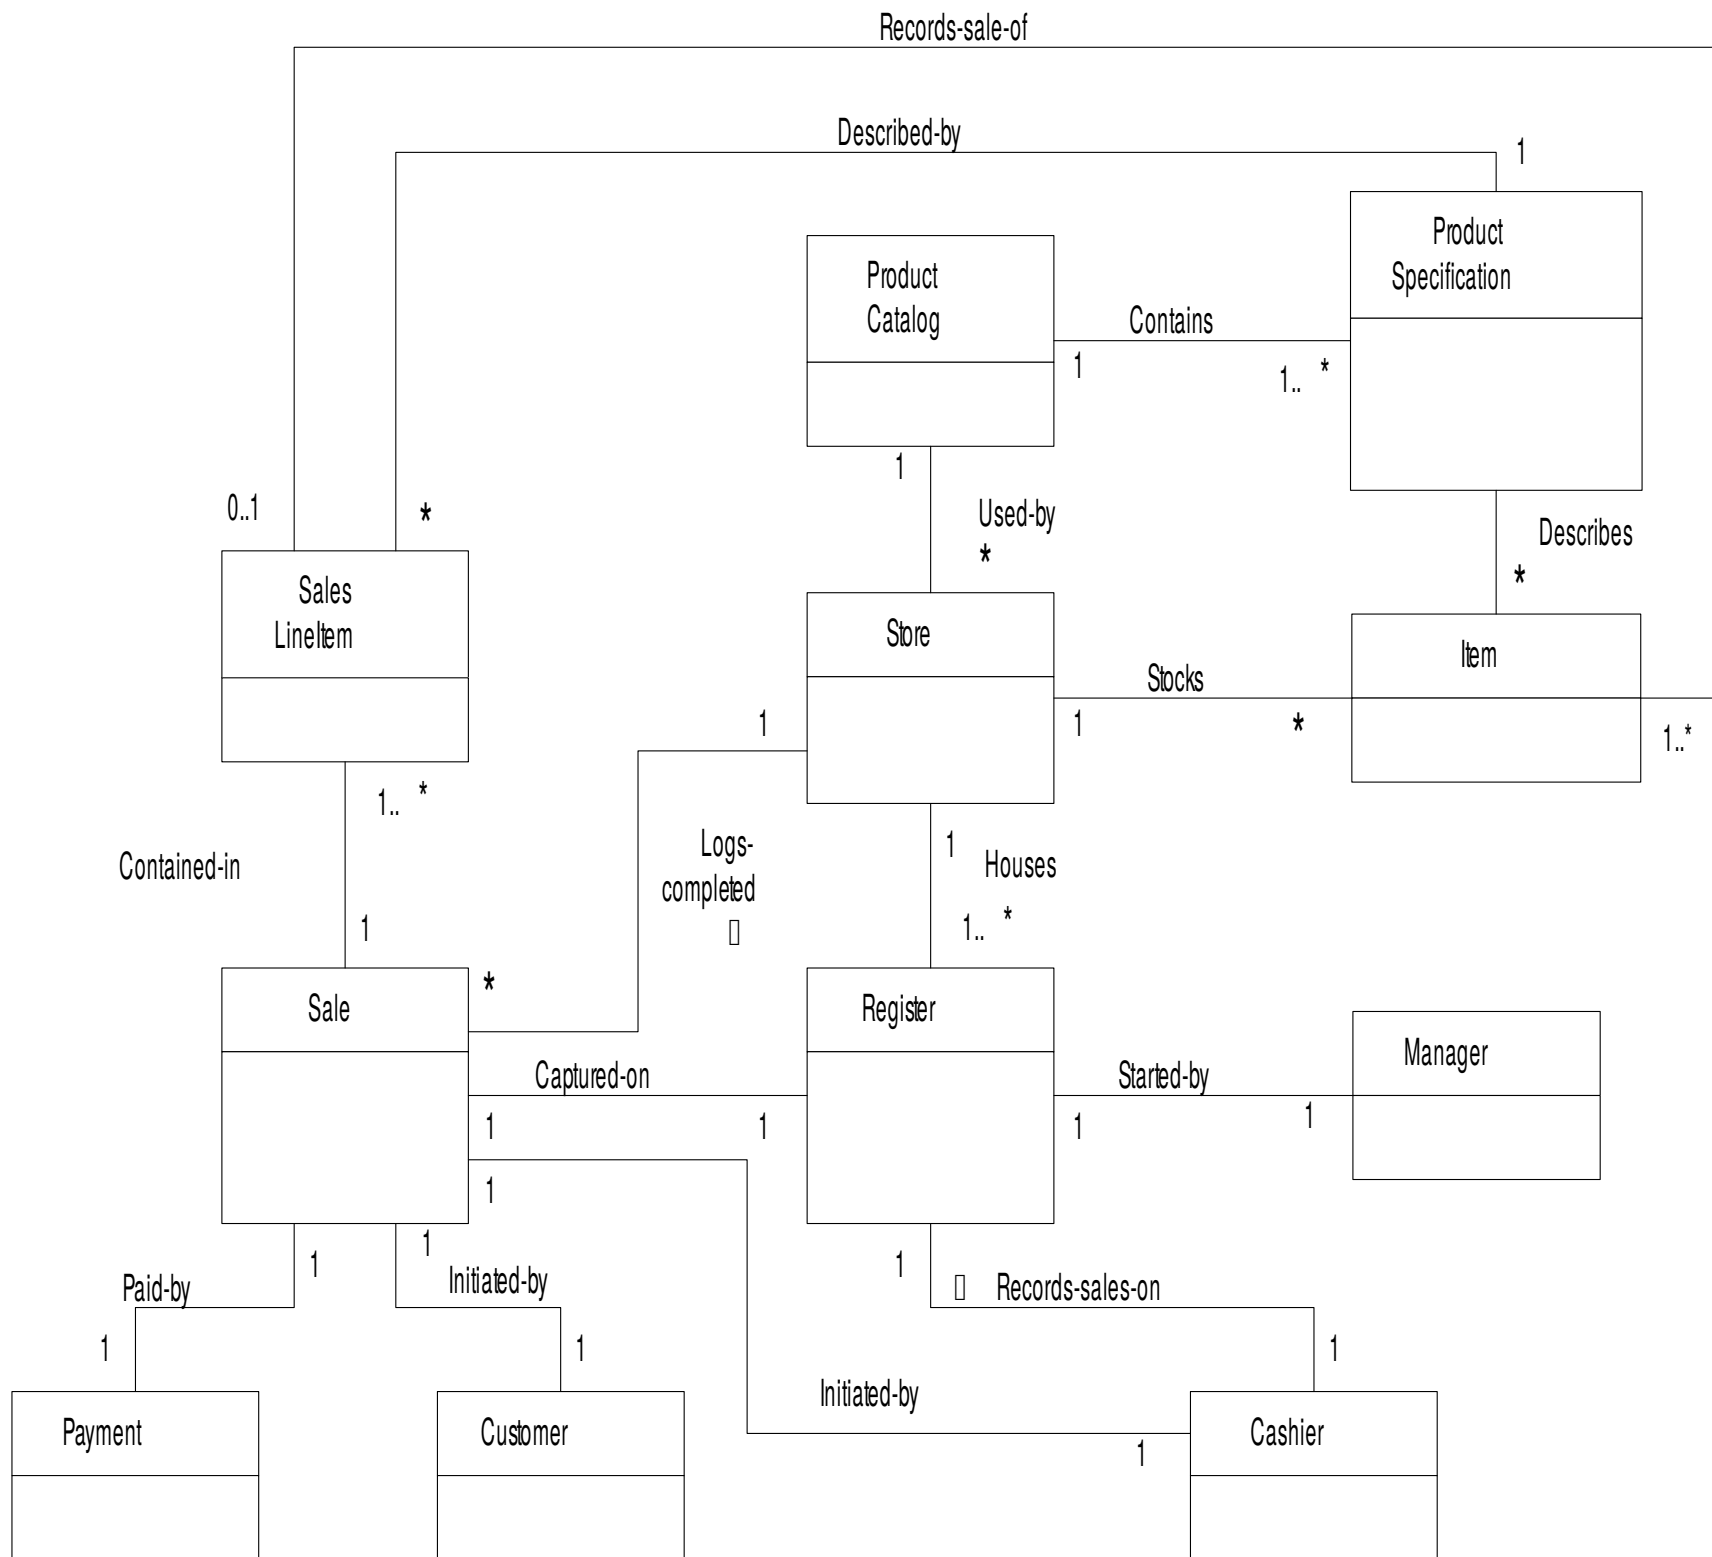 Records-sale-of
Described-by
1
Product
Specification
Product
Catalog
Contains
1
1.. *
1
Used-by
*
0..1
*
Describes
*
Sales
LineItem
Store
Item
Stocks
1
1
*
1..*
1.. *
Logs-
completed
1
Houses
Contained-in
1
1.. *
*
Sale
Register
Manager
Captured-on
Started-by
1
1
1
1
1
1
1
1
Paid-by
Initiated-by
Records-sales-on
1
1
1
Initiated-by
1
Payment
Customer
Cashier